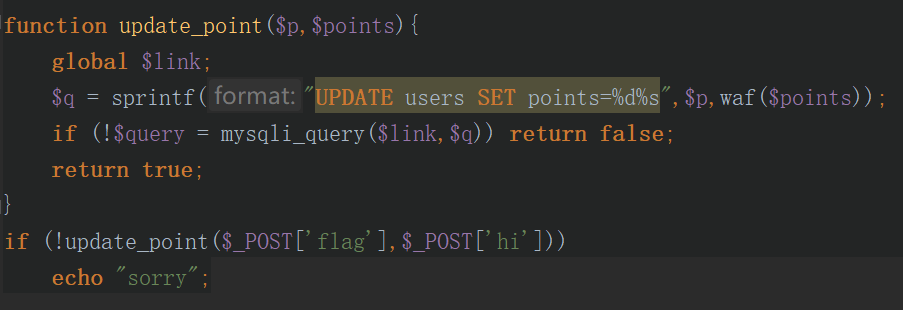 function update_point($p,$points){
global $link;
$q = sprintf( format: "UPDATE users SET points=%d%s",$p,waf($points));
if (!$query = mysqli_query($link,$q)) return false;
return true;
}
if (!update_point($_POST['flag'],$_POST['hi']))
echo "sorry";